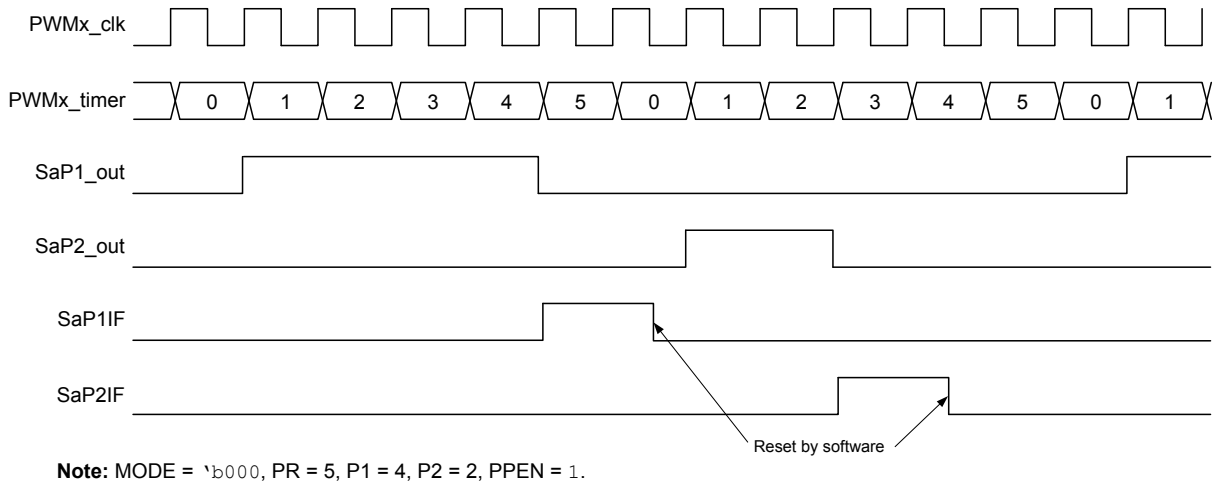 PWMx_clk
PWMx_timer 0 1 2 3 4 5 0 1 2 3 4 5 0 1
SaP1_out
SaP2_out
SaP1IF
SaP2IF
Reset by software
Note: MODE = ‘b000, PR = 5, P1 = 4, P2 = 2, PPEN = 1.